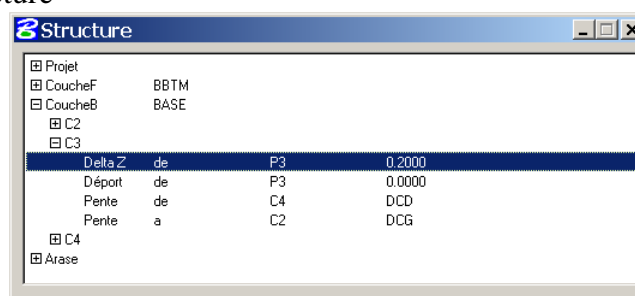 Structure
Projet
CoucheF BBTM
CoucheB BASE
C2
C3
Delta Z de P3 0.2000
Déport de P3 0.0000
Pente de C4 DCD
Pente a C2 DCG
C4
Arase